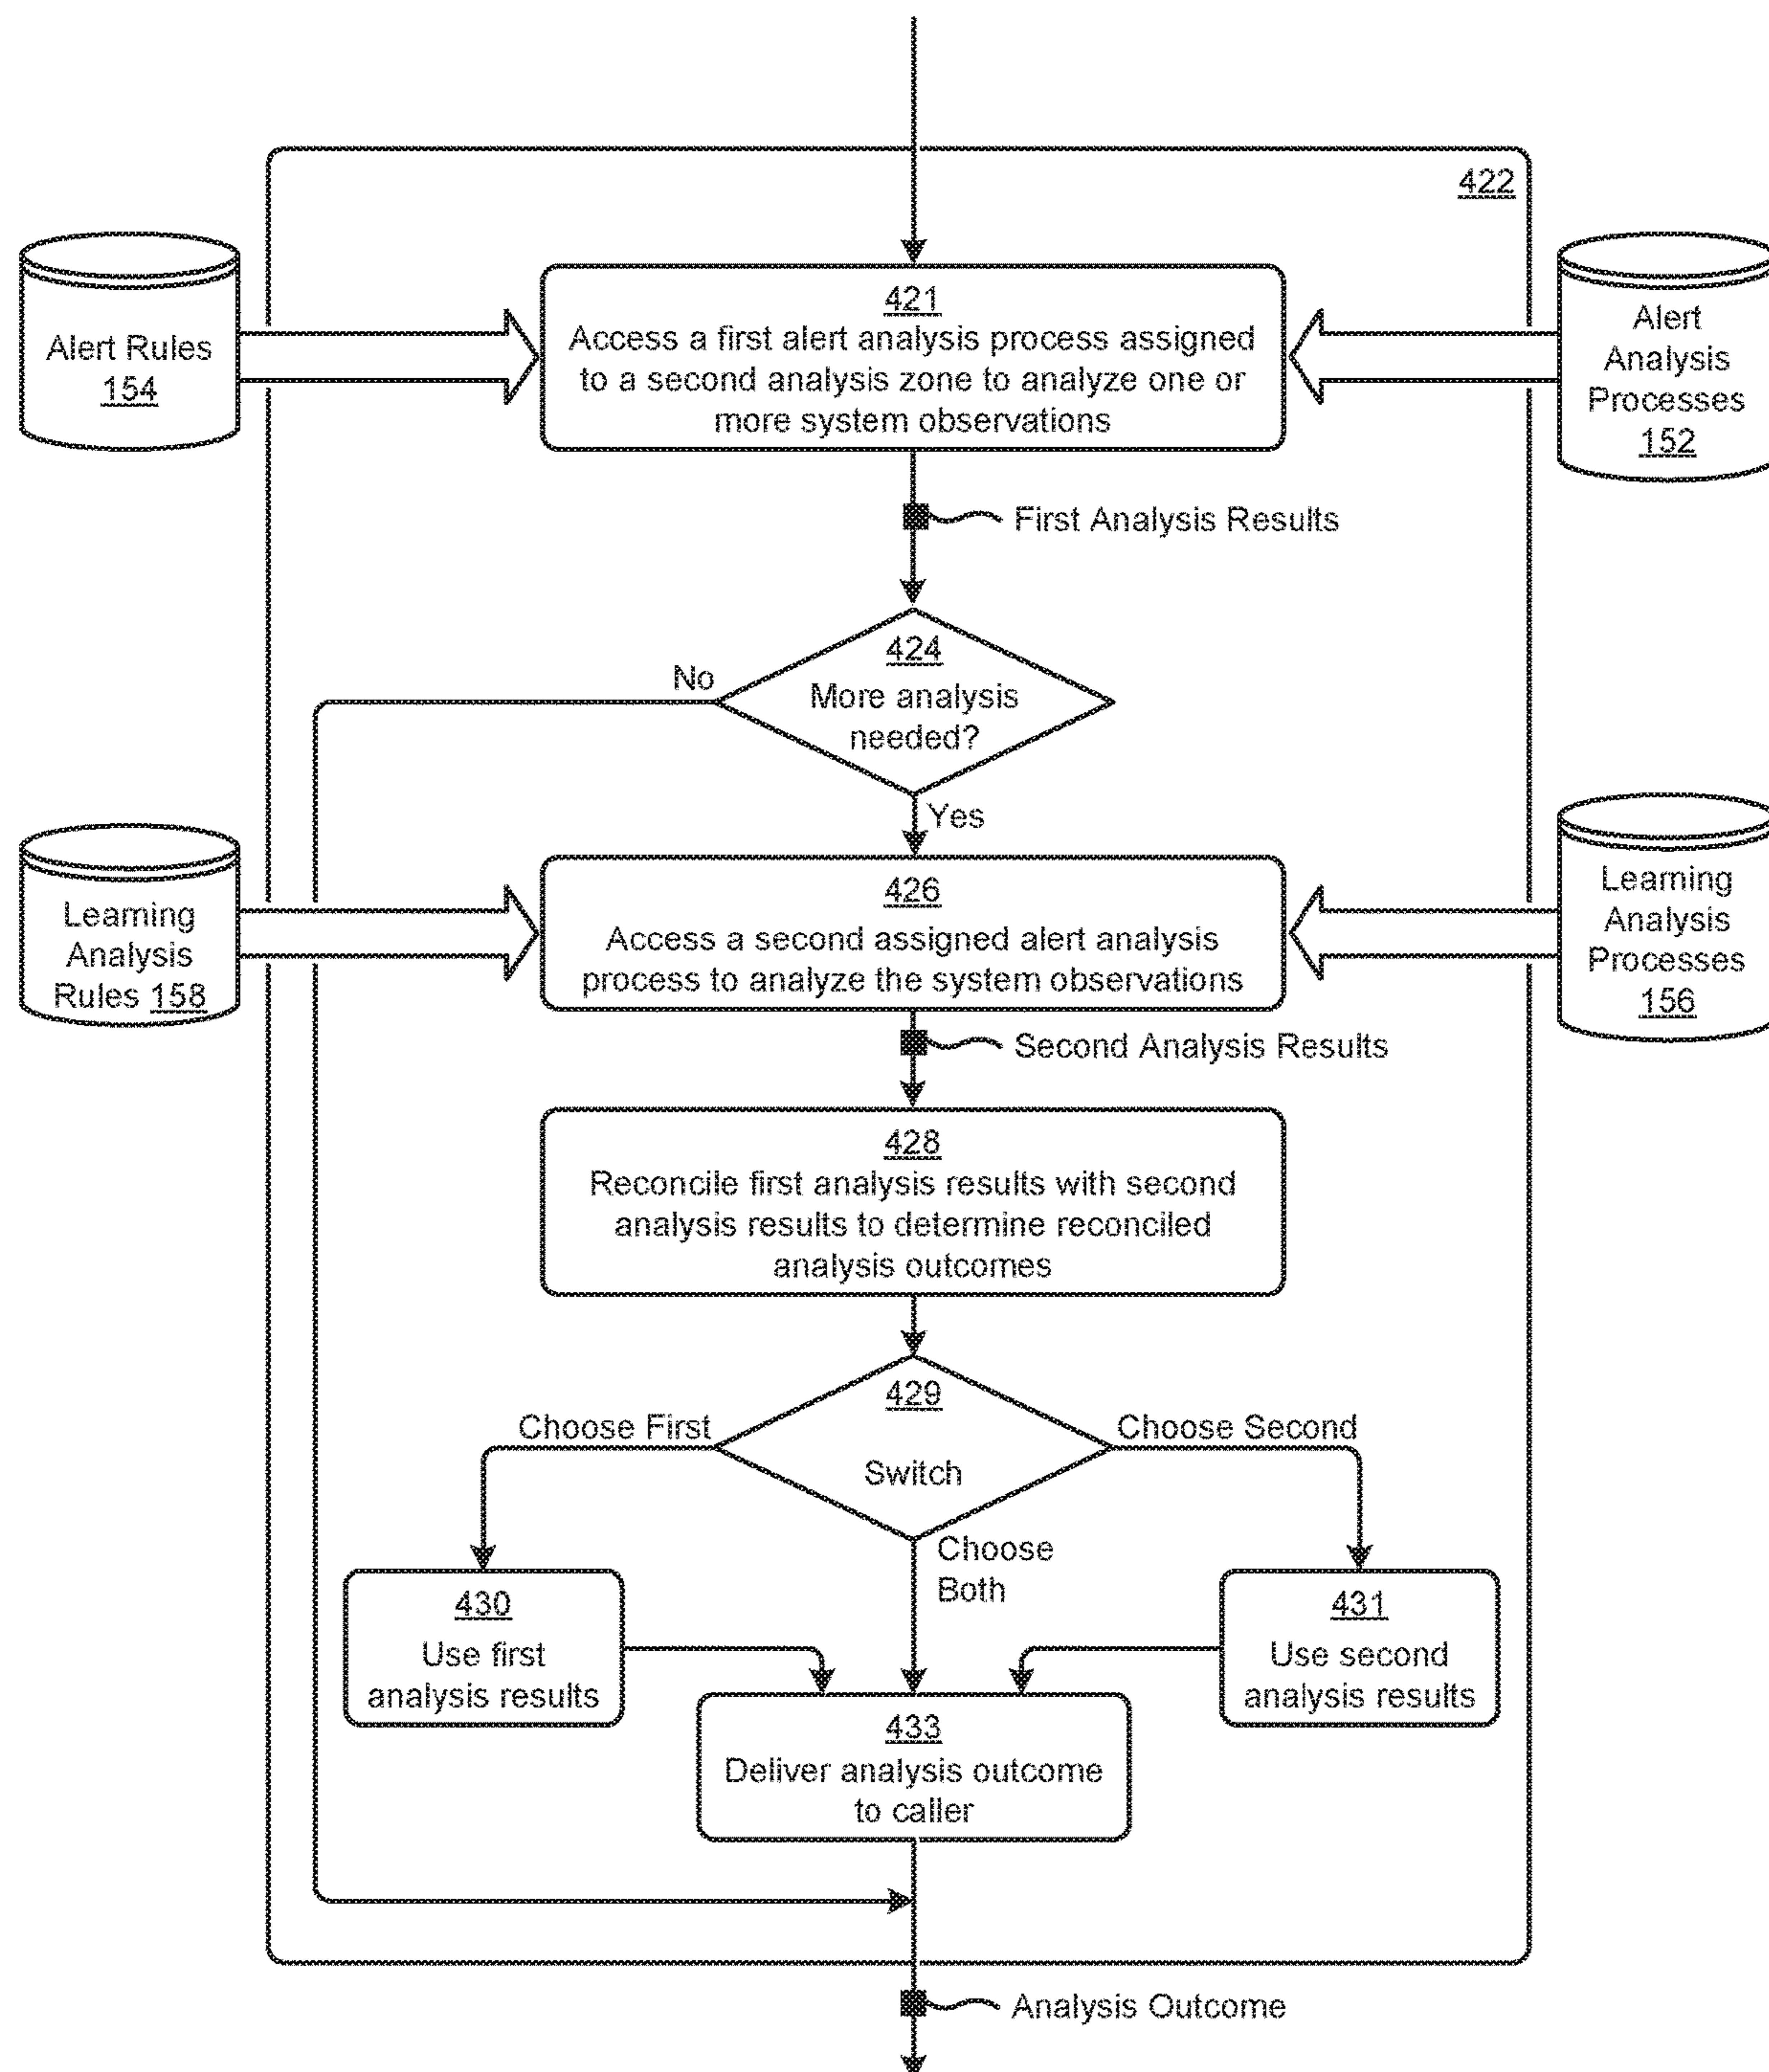 422
Alert Rules
154
421
Access a first alert analysis process assigned
to a second analysis zone to analyze one or
more system observations
Alert
Analysis
Processes
152
First Analysis Results
424
More analysis
needed?
No
Yes
Learning
Analysis
Rules 158
426
Access a second assigned alert analysis
process to analyze the system observations
Learning
Analysis
Processes
156
Second Analysis Results
428
Reconcile first analysis results with second
analysis results to determine reconciled
analysis outcomes
429
Switch
Choose First
Choose Second
Choose
Both
430
Use first
analysis results
431
Use second
analysis results
433
Deliver analysis outcome
to caller
Analysis Outcome